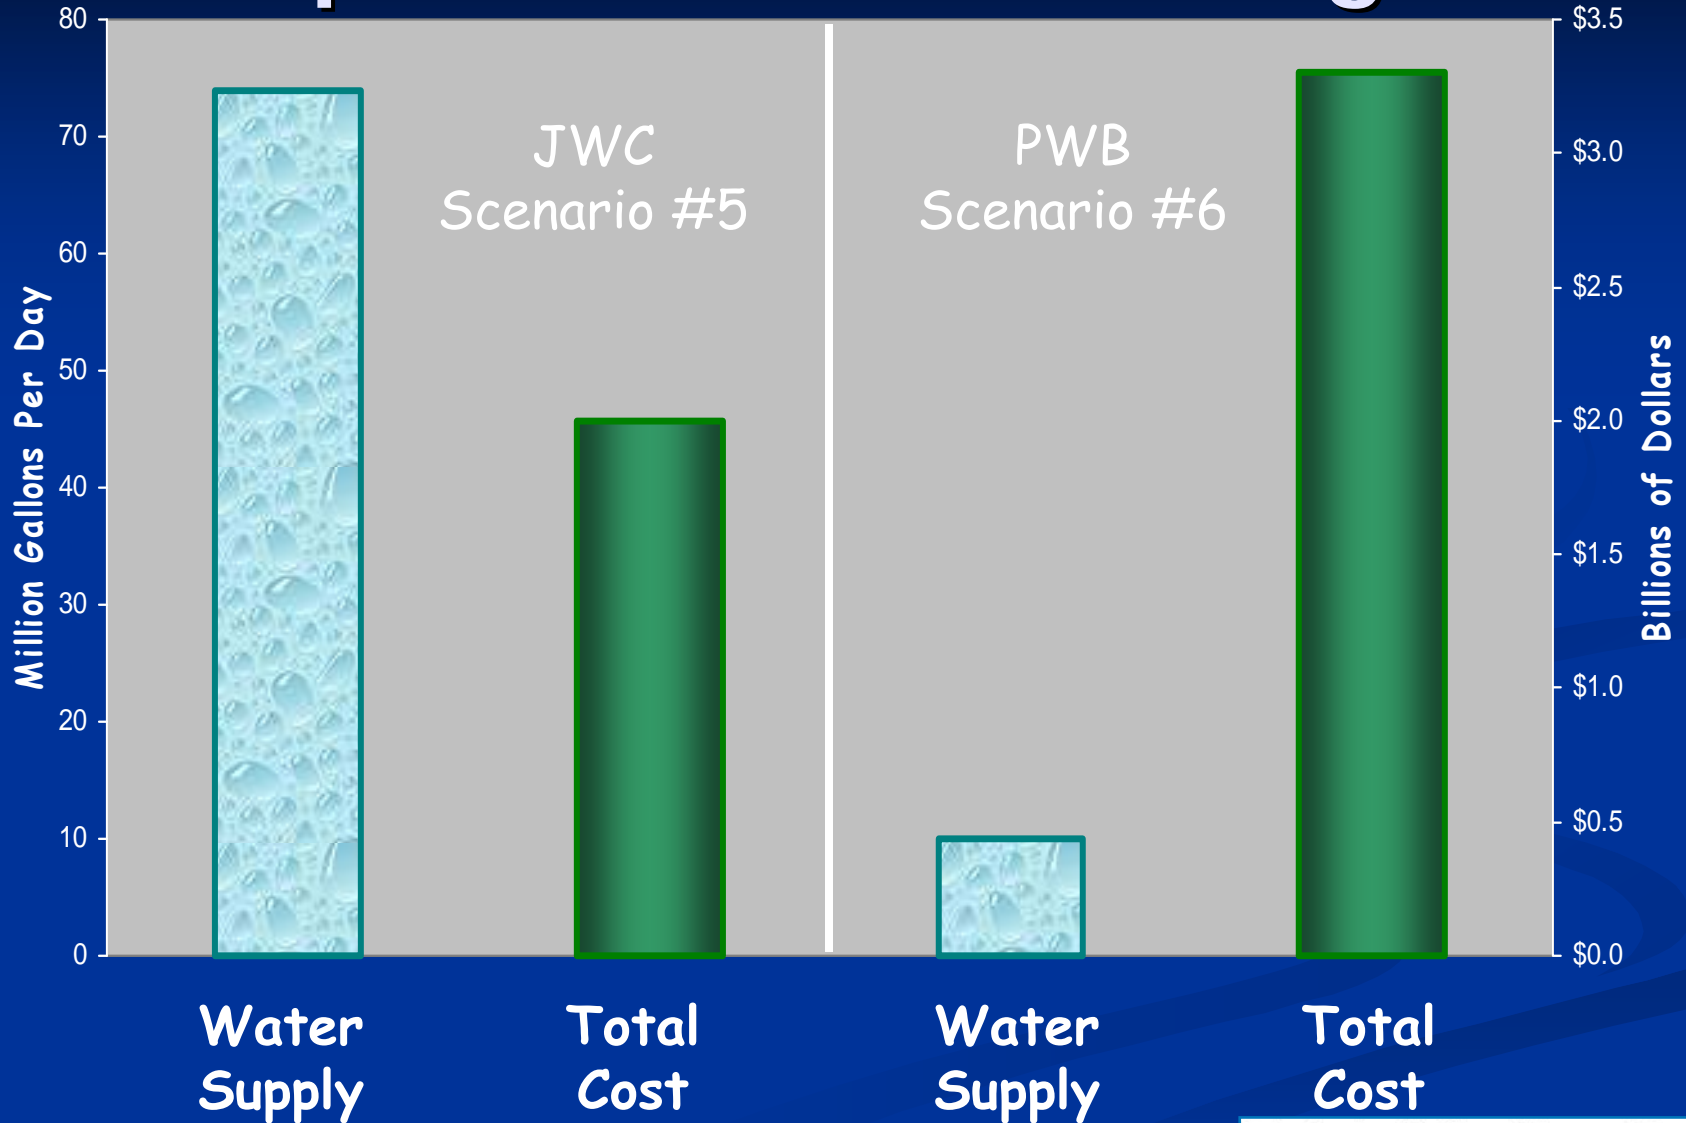 80
70
60
50
40
30
20
10
0
Million Gallons Per Day
JWC
Scenario #5
PWB
Scenario #6
$3.5
$3.0
$2.5
$2.0
$1.5
$1.0
$0.5
$0.0
Billions of Dollars
Water
Supply
Total
Cost
Water
Supply
Total
Cost